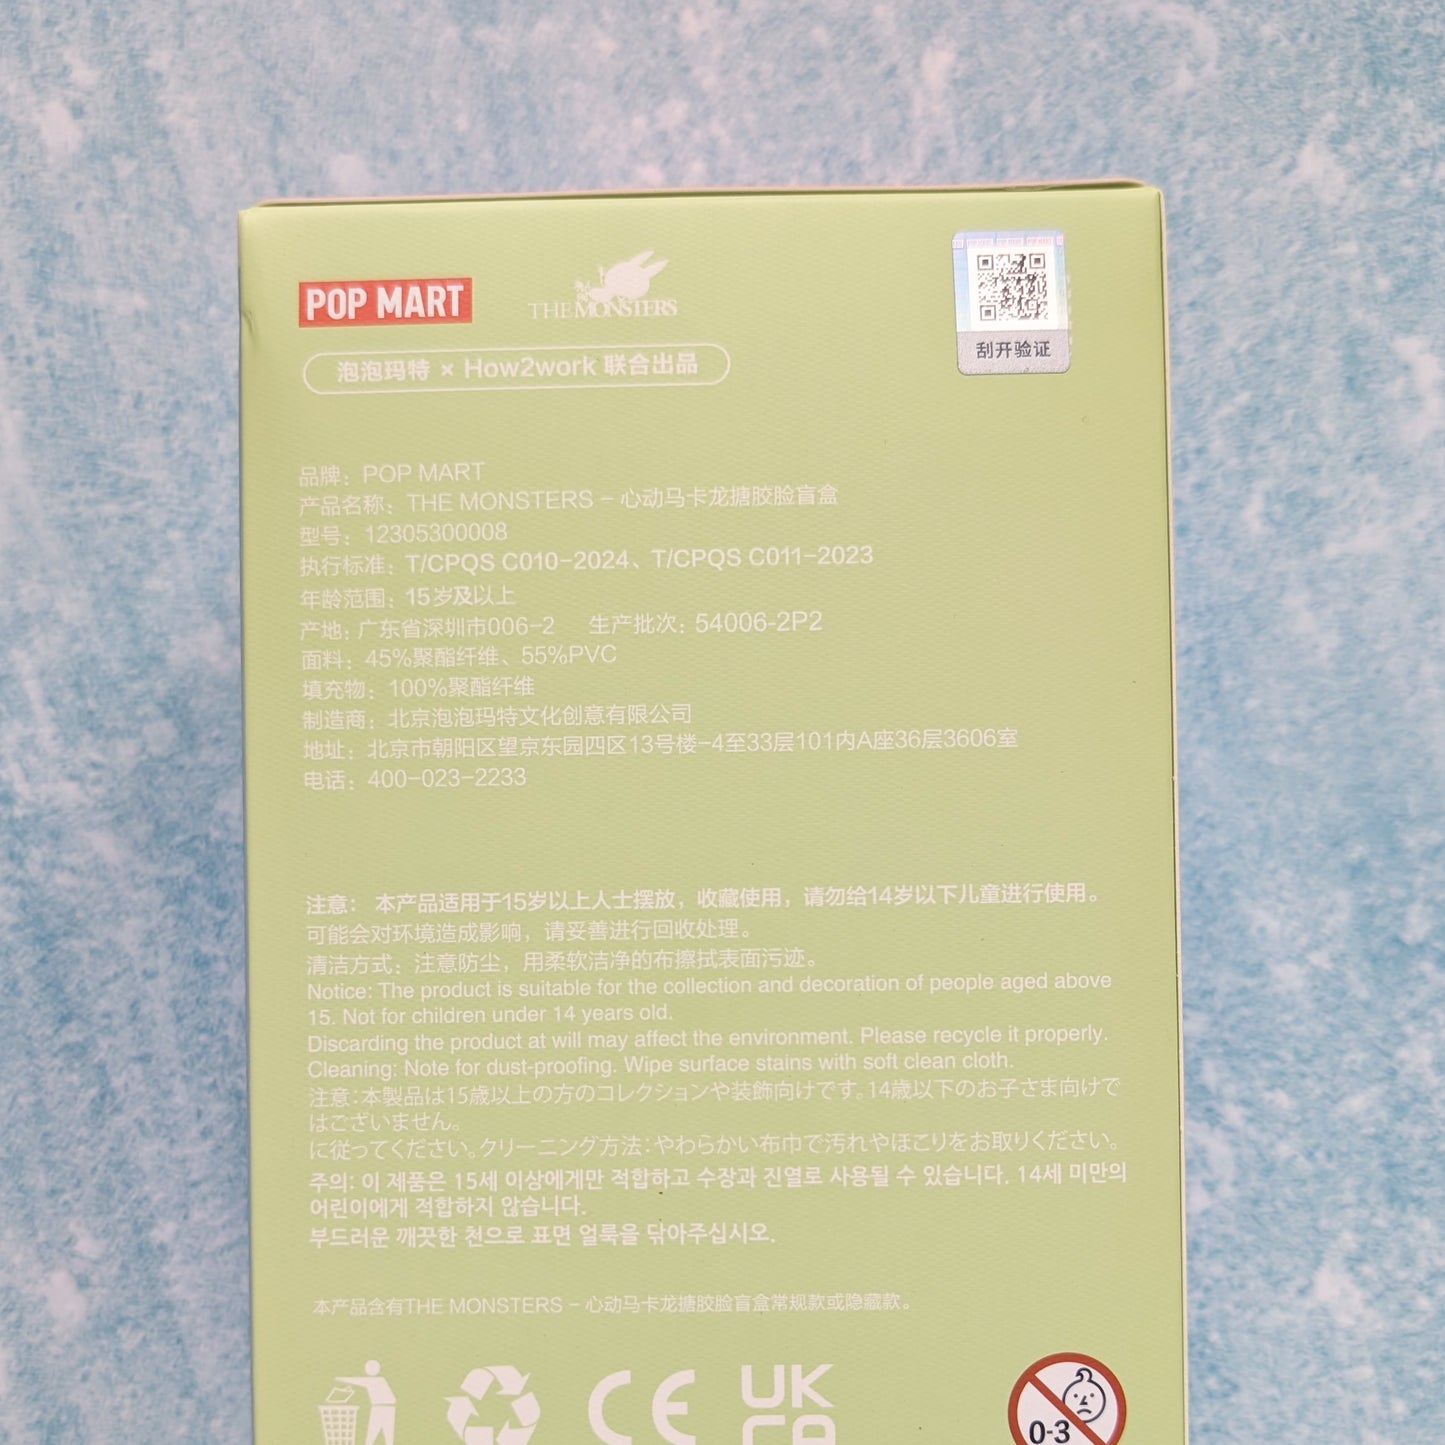 POP MART
THE MONSTERS
刮开验证
泡泡玛特 × How2work 联合出品
品牌：POP MART
产品名称：THE MONSTERS - 心动马卡龙搪胶脸盲盒
型号：12305300008
执行标准：T/CPQS C010-2024、T/CPQS C011-2023
年龄范围：15岁及以上
产地：广东省深圳市006-2 生产批次：54006-2P2
面料：45%聚酯纤维、55%PVC
填充物：100%聚酯纤维
制造商：北京泡泡玛特文化创意有限公司
地址：北京市朝阳区望京东园四区13号楼-4至33层101内A座36层3606室
电话：400-023-2233
注意： 本产品适用于15岁以上人士摆放，收藏使用，请勿给14岁以下儿童进行使用。
可能会对环境造成影响，请妥善进行回收处理。
清洁方式：注意防尘，用柔软洁净的布擦拭表面污迹。
Notice: The product is suitable for the collection and decoration of people aged above
15. Not for children under 14 years old.
Discarding the product at will may affect the environment. Please recycle it properly.
Cleaning: Note for dust-proofing. Wipe surface stains with soft clean cloth.
注意：本製品は15歳以上の方のコレクションや装飾向けです。14歳以下のお子さま向けで
はございません。
に従ってください。クリーニング方法：やわらかい布巾で汚れやほこりをお取りください。
주의: 이 제품은 15세 이상에게만 적합하고 수장과 진열로 사용될 수 있습니다. 14세 미만의
어린이에게 적합하지 않습니다.
부드러운 깨끗한 천으로 표면 얼룩을 닦아주십시오.
本产品含有THE MONSTERS - 心动马卡龙搪胶脸盲盒常规款或隐藏款。
CE
UK
CA
0-3